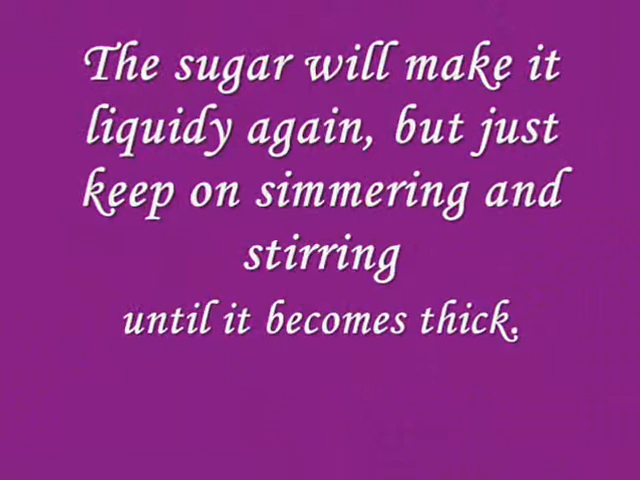 The sugar will make it
liquidy again, but just
keep on simmering and
stirring
until it becomes thick.